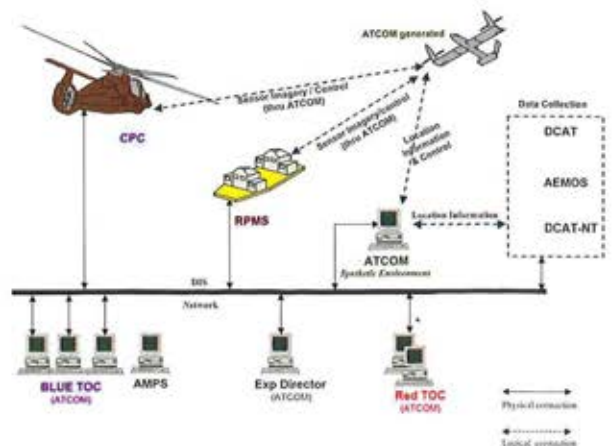 ATCOM generated
Sensor Imagery / Control
(thru ATCOM)
CPC
Sensor Imagery/control
(thru ATCOM)
Location
Information
& Control
Data Collection
DCAT
AEMOS
DCAT-NT
RPMS
Location Information
ATCOM
Synthetic Environment
DIS
Network
BLUE TOC
(ATCOM)
AMPS
Exp Director
(ATCOM)
Red TOC
(ATCOM)
Physical connection
Logical connection